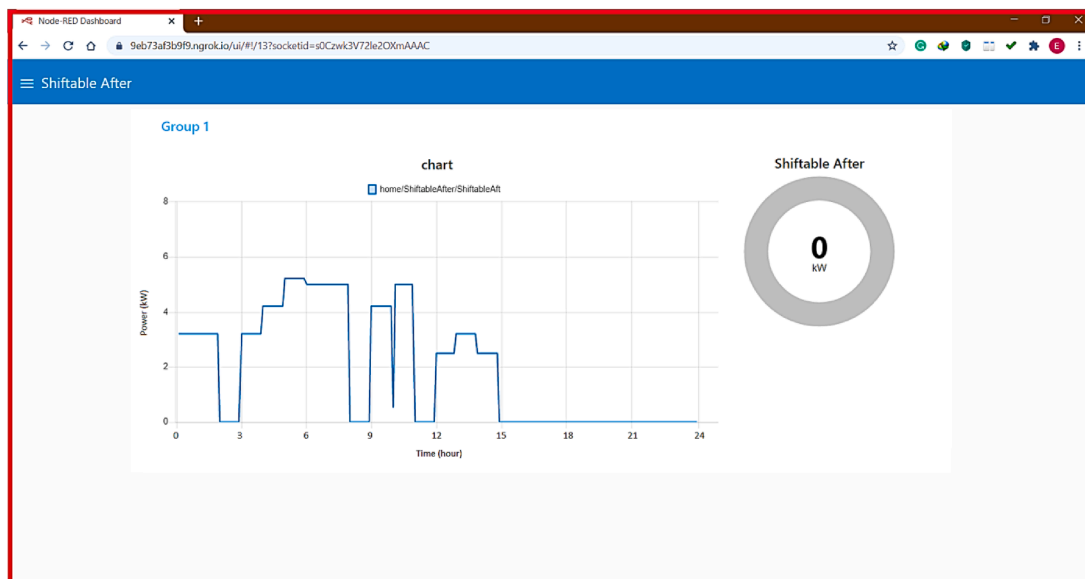 Node-RED Dashboard
9eb73af3b9f9.ngrok.io/ui/#!/13?socketid=s0Czwk3V72le2OXmAAAC
E
Shiftable After
Group 1
chart
home/ShiftableAfter/ShiftableAft
8
6
4
2
0
Power (kW)
0 3 6 9 12 15 18 21 24
Time (hour)
Shiftable After
0
kW